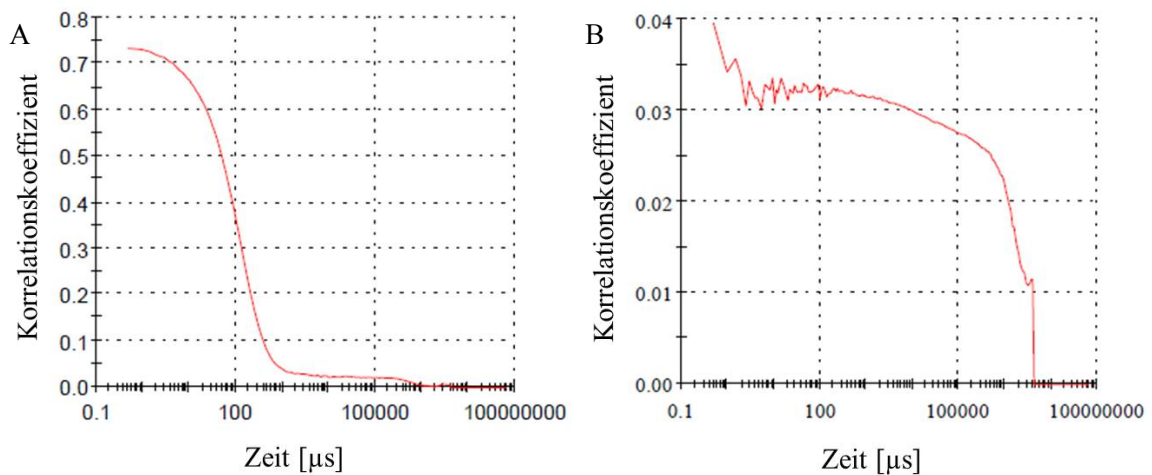 A
Korrelationskoeffizient
0.8
0.7
0.6
0.5
0.4
0.3
0.2
0.1
0.0
0.1 100 100000 100000000
Zeit [µs]
B
Korrelationskoeffizient
0.04
0.03
0.02
0.01
0.00
0.1 100 100000 100000000
Zeit [µs]